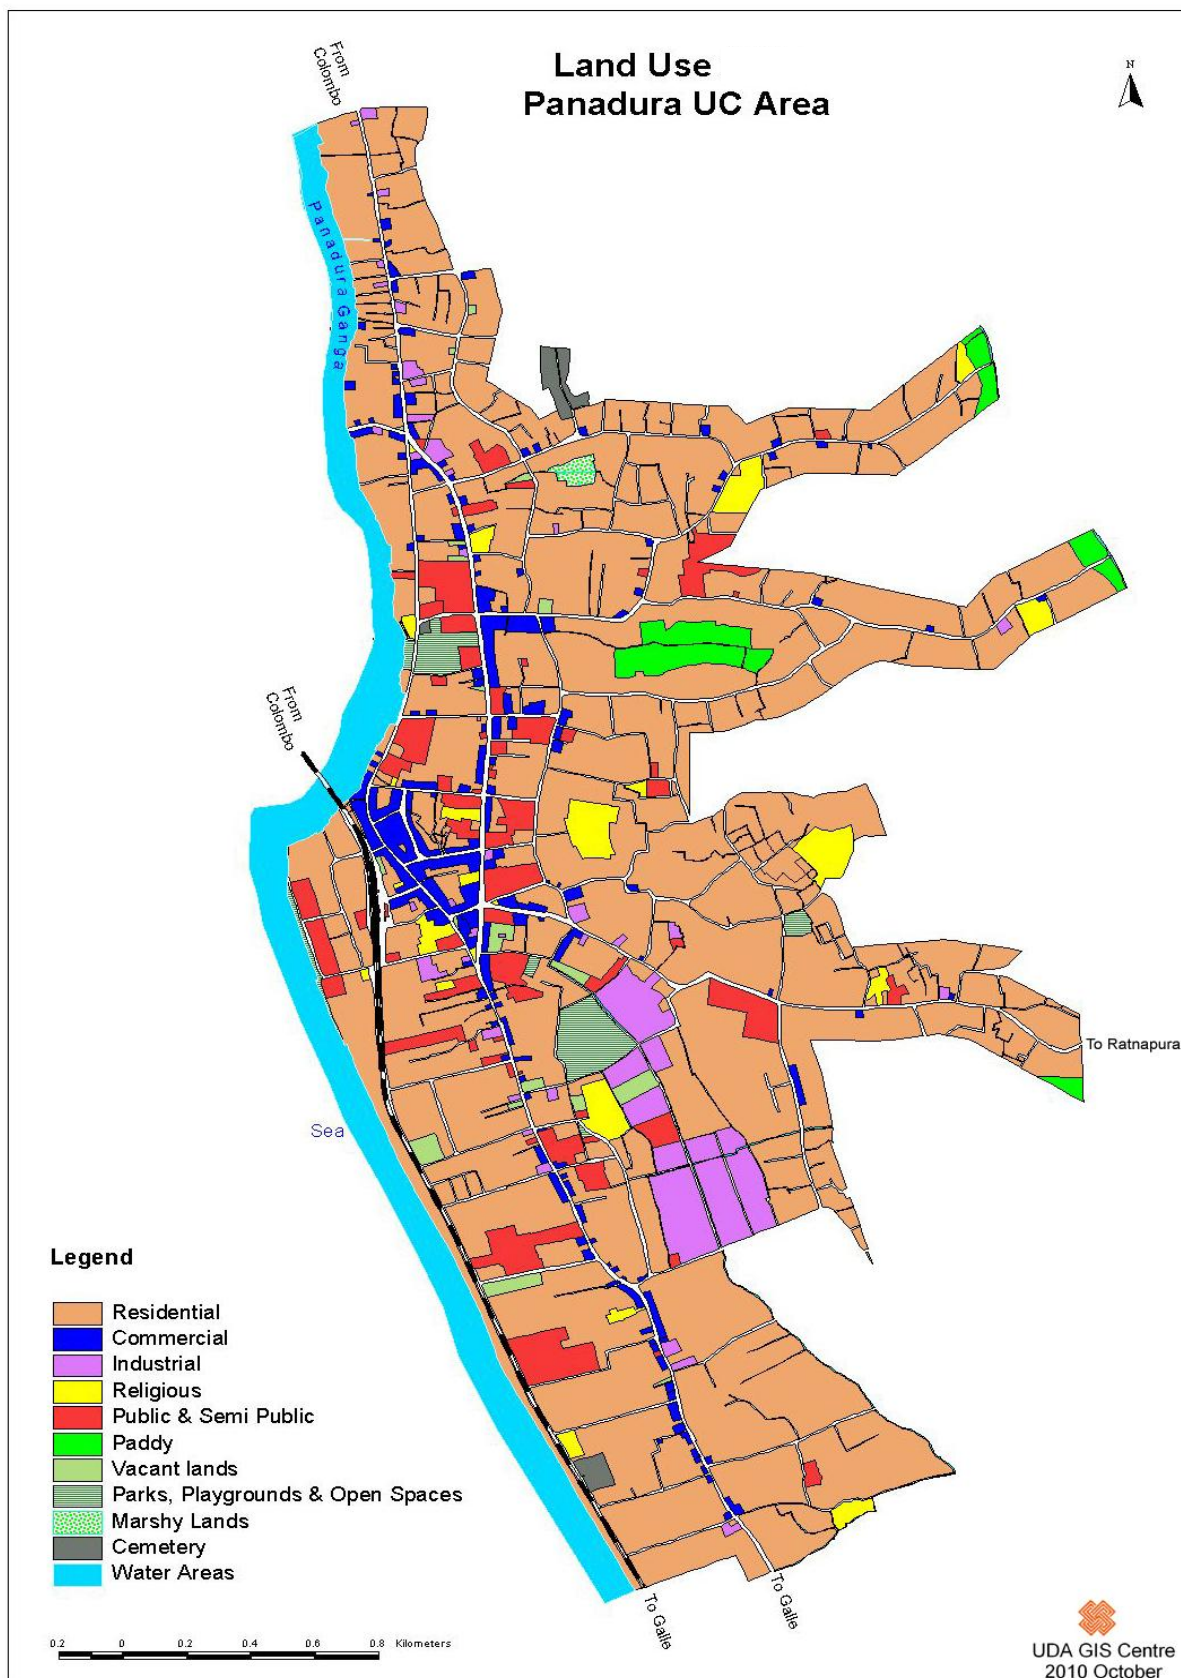 Land Use
Panadura UC Area
N
From
Colombo
Panadura Ganga
From
Colombo
To Ratnapura
Sea
Legend
Residential
Commercial
Industrial
Religious
Public & Semi Public
Paddy
Vacant lands
Parks, Playgrounds & Open Spaces
Marshy Lands
Cemetery
Water Areas
To Galle
To Galle
0.2 0 0.2 0.4 0.6 0.8 Kilometers
UDA GIS Centre
2010 October